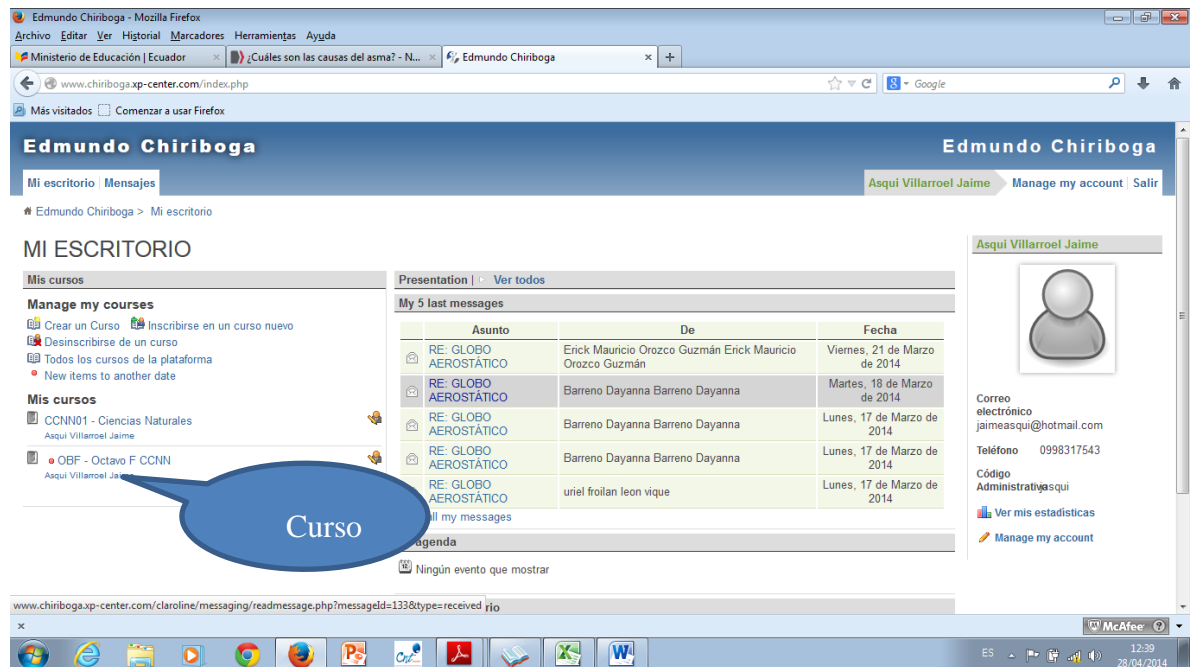 Edmundo Chiriboga - Mozilla Firefox
Archivo Editar Ver Historial Marcadores Herramientas Ayuda
Ministerio de Educación | Ecuador
¿Cuáles son las causas del asma? - N...
Edmundo Chiriboga
www.chiriboga.xp-center.com/index.php
Google
Más visitados Comenzar a usar Firefox
Edmundo Chiriboga
Edmundo Chiriboga
Mi escritorio Mensajes
Asqui Villarroel Jaime Manage my account Salir
Edmundo Chiriboga > Mi escritorio
MI ESCRITORIO
Mis cursos
Manage my courses
Crear un Curso Inscribirse en un curso nuevo
Desinscribirse de un curso
Todos los cursos de la plataforma
New items to another date
Mis cursos
CCNN01 - Ciencias Naturales
Asqui Villarroel Jaime
OBF - Octavo F CCNN
Asqui Villarroel
Curso
Presentation | Ver todos
My 5 last messages
Asunto De Fecha
RE: GLOBO AEROSTÁTICO
Erick Mauricio Orozco Guzmán Erick Mauricio Orozco Guzmán
Viernes, 21 de Marzo de 2014
RE: GLOBO AEROSTÁTICO
Barreno Dayanna Barreno Dayanna
Martes, 18 de Marzo de 2014
RE: GLOBO AEROSTÁTICO
Barreno Dayanna Barreno Dayanna
Lunes, 17 de Marzo de 2014
RE: GLOBO AEROSTÁTICO
Barreno Dayanna Barreno Dayanna
Lunes, 17 de Marzo de 2014
RE: GLOBO AEROSTÁTICO
uriel froilan leon vique
Lunes, 17 de Marzo de 2014
all my messages
agenda
Ningún evento que mostrar
Asqui Villarroel Jaime
Correo
electrónico
jaimeasqui@hotmail.com
Teléfono 0998317543
Código
Ver mis estadísticas
Manage my account
www.chiriboga.xp-center.com/claroline/messaging/readmessage.php?messageId=133&type=received
McAfee
ES
12:39
28/04/2014